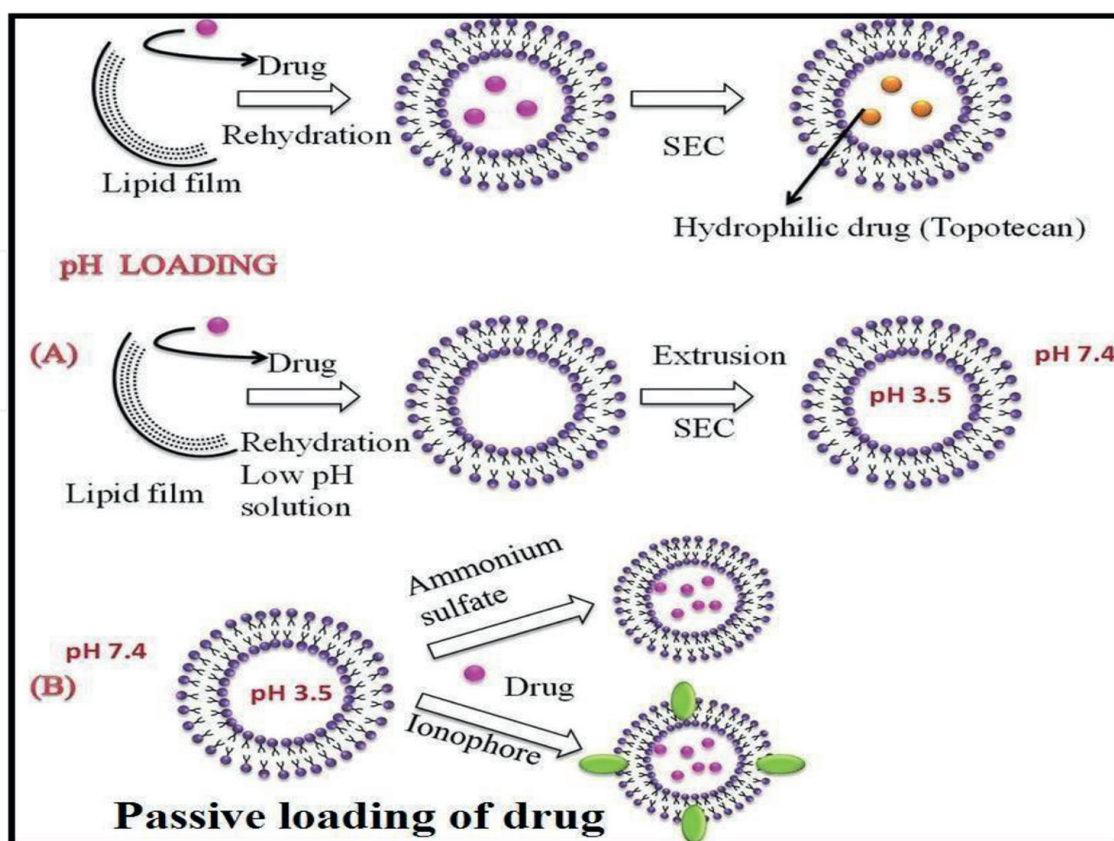 Drug
Rehydration
Lipid film
SEC
Hydrophilic drug (Topotecan)
pH LOADING
(A)
Drug
Rehydration
Low pH
solution
Lipid film
Extrusion
SEC
pH 3.5
pH 7.4
(B)
pH 7.4
pH 3.5
Ammonium
sulfate
Drug
Ionophore
Passive loading of drug